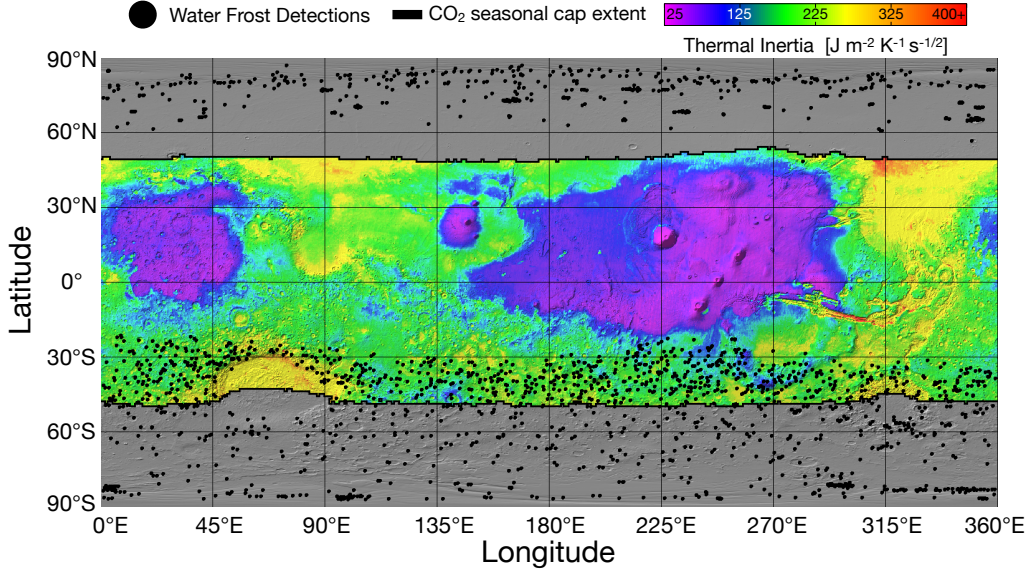 Water Frost Detections
CO₂ seasonal cap extent
25 125 225 325 400+
Thermal Inertia [J m⁻² K⁻¹ s⁻¹/²]
90°N
60°N
30°N
0°
30°S
60°S
90°S
Latitude
0°E 45°E 90°E 135°E 180°E 225°E 270°E 315°E 360°E
Longitude